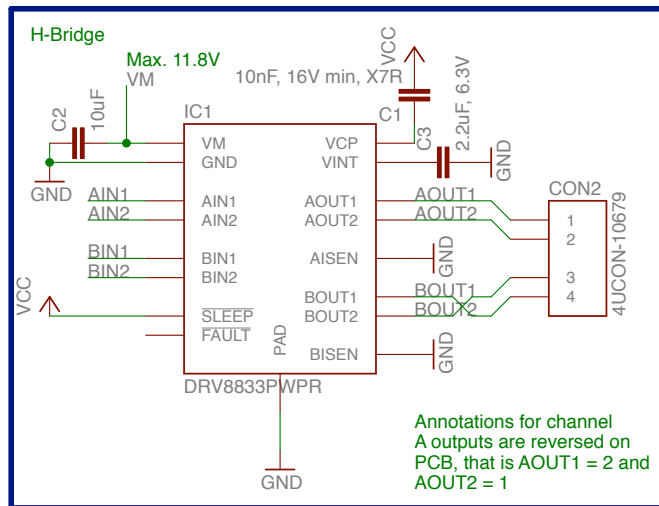 H-Bridge
Max. 11.8V
VM
VCC
10nF, 16V min, X7R
C1
C2
10uF
C3
2.2uF, 6.3V
GND
GND
IC1
VM
GND
AIN1
AIN2
BIN1
BIN2
SLEEP
FAULT
PAD
VCP
VINT
AOUT1
AOUT2
AISEN
BOUT1
BOUT2
BISEN
AIN1
AIN2
BIN1
BIN2
VCC
AOUT1
AOUT2
GND
BOUT1
BOUT2
GND
CON2
1
2
3
4
4UCON-10679
DRV8833PWPR
GND
Annotations for channel
A outputs are reversed on
PCB, that is AOUT1 = 2 and
AOUT2 = 1